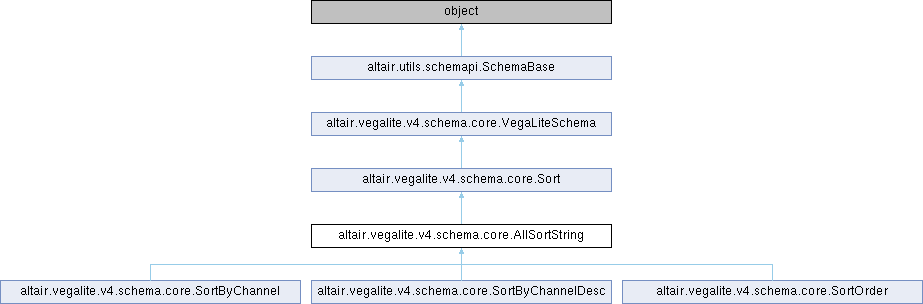 object
altair.utils.schemapi.SchemaBase
altair.vegalite.v4.schema.core.VegaLiteSchema
altair.vegalite.v4.schema.core.Sort
altair.vegalite.v4.schema.core.AllSortString
altair.vegalite.v4.schema.core.SortByChannel
altair.vegalite.v4.schema.core.SortByChannelDesc
altair.vegalite.v4.schema.core.SortOrder